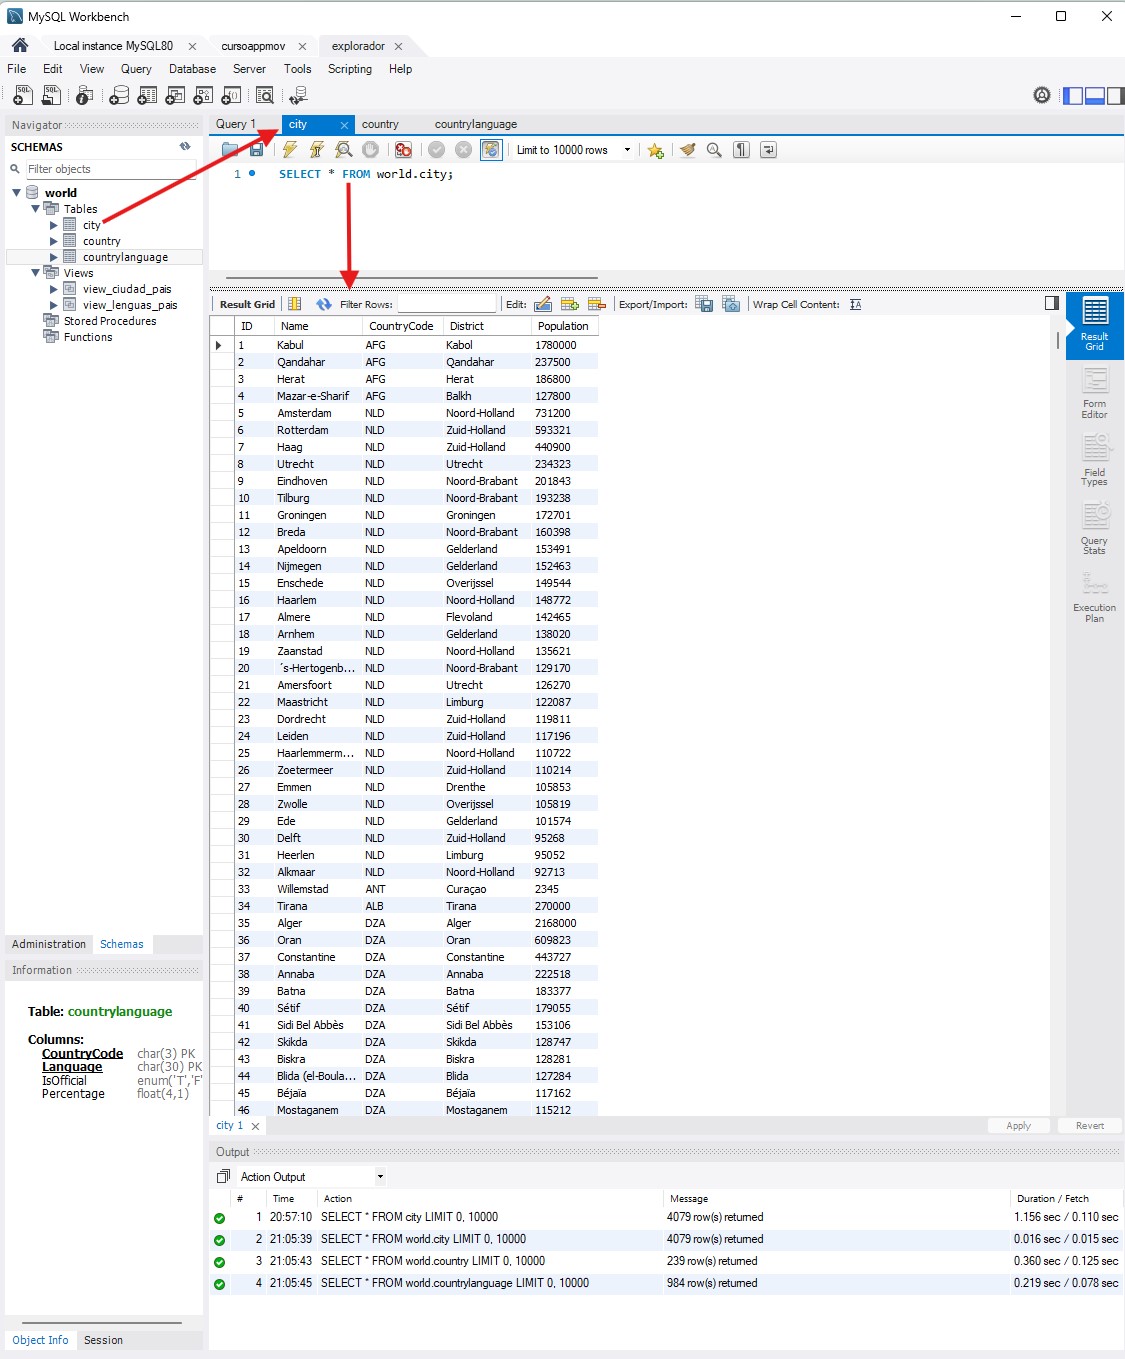 MySQL Workbench
Local instance MySQL80 cursoappmov explorador
File Edit View Query Database Server Tools Scripting Help
Navigator
SCHEMAS
Filter objects
world
Tables
city
country
countrylanguage
Views
view_ciudad_pais
view_lenguas_pais
Stored Procedures
Functions
Administration Schemas
Information
Table: countrylanguage
Columns:
CountryCode char(3) PK
Language char(30) PK
IsOfficial enum('T','F'
Percentage float(4,1)
Object Info Session
Query 1 city country countrylanguage
Limit to 10000 rows
1 SELECT * FROM world.city;
Result Grid Filter Rows: Edit: Export/Import: Wrap Cell Content:
ID Name CountryCode District Population
1 Kabul AFG Kabol 1780000
2 Qandahar AFG Qandahar 237500
3 Herat AFG Herat 186800
4 Mazar-e-Sharif AFG Balkh 127800
5 Amsterdam NLD Noord-Holland 731200
6 Rotterdam NLD Zuid-Holland 593321
7 Haag NLD Zuid-Holland 440900
8 Utrecht NLD Utrecht 234323
9 Eindhoven NLD Noord-Brabant 201843
10 Tilburg NLD Noord-Brabant 193238
11 Groningen NLD Groningen 172701
12 Breda NLD Noord-Brabant 160398
13 Apeldoorn NLD Gelderland 153491
14 Nijmegen NLD Gelderland 152463
15 Enschede NLD Overijssel 149544
16 Haarlem NLD Noord-Holland 148772
17 Almere NLD Flevoland 142465
18 Arnhem NLD Gelderland 138020
19 Zaanstad NLD Noord-Holland 135621
20 ´s-Hertogenb... NLD Noord-Brabant 129170
21 Amersfoort NLD Utrecht 126270
22 Maastricht NLD Limburg 122087
23 Dordrecht NLD Zuid-Holland 119811
24 Leiden NLD Zuid-Holland 117196
25 Haarlemmerm... NLD Noord-Holland 110722
26 Zoetermeer NLD Zuid-Holland 110214
27 Emmen NLD Drenthe 105853
28 Zwolle NLD Overijssel 105819
29 Ede NLD Gelderland 101574
30 Delft NLD Zuid-Holland 95268
31 Heerlen NLD Limburg 95052
32 Alkmaar NLD Noord-Holland 92713
33 Willemstad ANT Curaçao 2345
34 Tirana ALB Tirana 270000
35 Alger DZA Alger 2168000
36 Oran DZA Oran 609823
37 Constantine DZA Constantine 443727
38 Annaba DZA Annaba 222518
39 Batna DZA Batna 183377
40 Sétif DZA Sétif 179055
41 Sidi Bel Abbès DZA Sidi Bel Abbès 153106
42 Skikda DZA Skikda 128747
43 Biskra DZA Biskra 128281
44 Blida (el-Boula... DZA Blida 127284
45 Béjaïa DZA Béjaïa 117162
46 Mostaganem DZA Mostaganem 115212
Result Grid
Form Editor
Field Types
Query Stats
Execution Plan
city 1 Apply Revert
Output
Action Output
# Time Action Message Duration / Fetch
1 20:57:10 SELECT * FROM city LIMIT 0, 10000 4079 row(s) returned 1.156 sec / 0.110 sec
2 21:05:39 SELECT * FROM world.city LIMIT 0, 10000 4079 row(s) returned 0.016 sec / 0.015 sec
3 21:05:43 SELECT * FROM world.country LIMIT 0, 10000 239 row(s) returned 0.360 sec / 0.125 sec
4 21:05:45 SELECT * FROM world.countrylanguage LIMIT 0, 10000 984 row(s) returned 0.219 sec / 0.078 sec